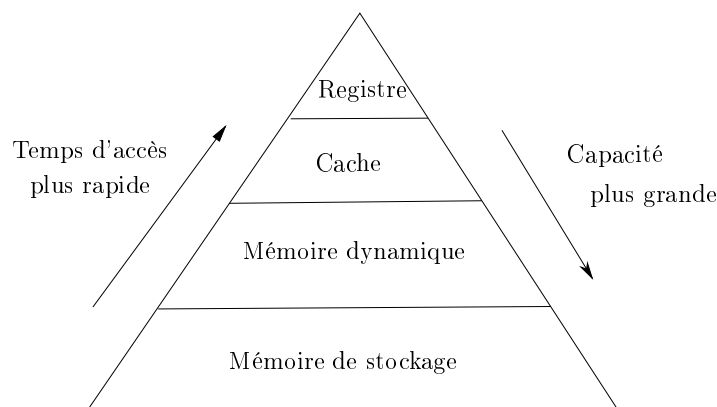 Registre
Temps d'accès
plus rapide
Cache
Capacité
plus grande
Mémoire dynamique
Mémoire de stockage